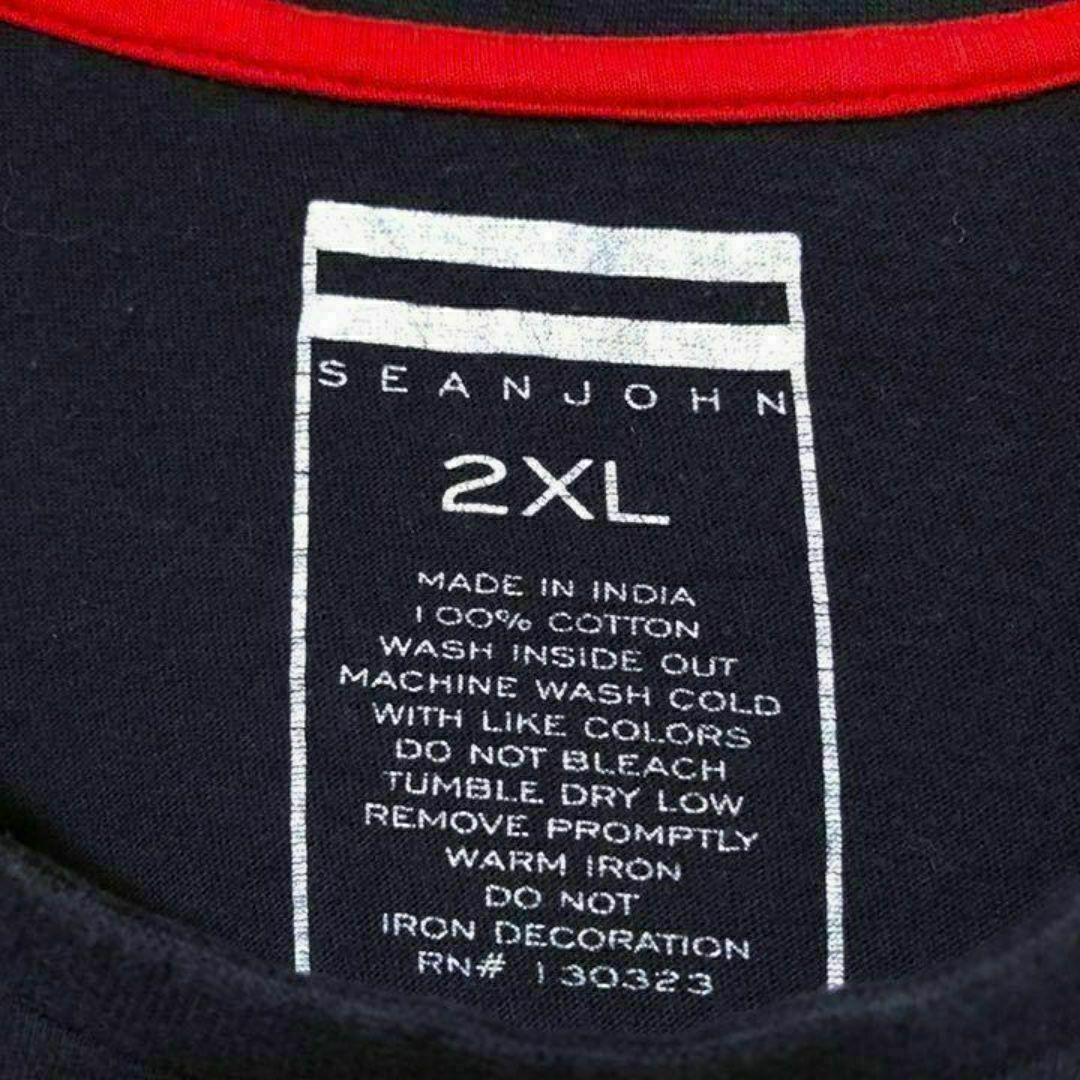 SEANJOHN
2XL
MADE IN INDIA
100% COTTON
WASH INSIDE OUT
MACHINE WASH COLD
WITH LIKE COLORS
DO NOT BLEACH
TUMBLE DRY LOW
REMOVE PROMPTLY
WARM IRON
DO NOT
IRON DECORATION
RN# 130323